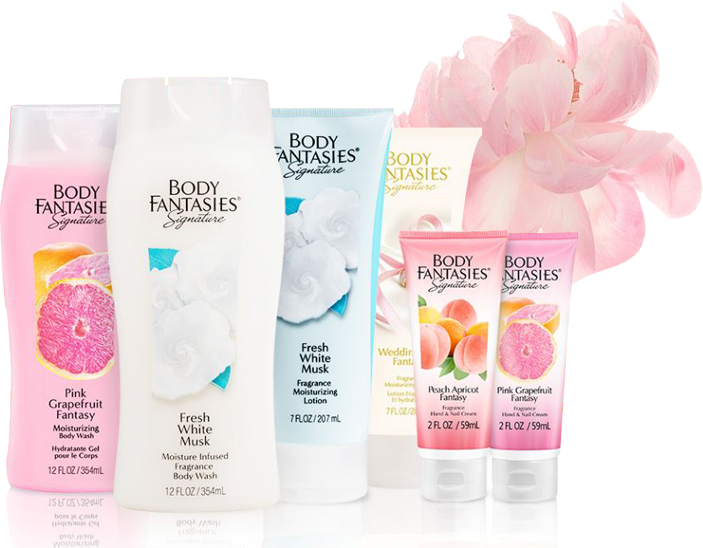 BODY
FANTASIES
Signature
Pink
Grapefruit
Fantasy
Moisturizing
Body Wash
Hydratante Gel
pour le Corps
12 FL OZ/354mL
BODY
FANTASIES®
Signature
Fresh
White
Musk
Moisture Infused
Fragrance
Body Wash
12 FL OZ/354mL
BODY
FANTASIES®
Signature
Fresh
White
Musk
Fragrance
Moisturizing
Lotion
7 FL OZ/207 mL
BODY
FANTASIES®
Signature
Wedding
BODY
FANTASIES®
Signature
Peach Apricot
Fantasy
Fragrance
Hand & Nail Cream
2 FL OZ/59mL
BODY
FANTASIES®
Signature
Pink Grapefruit
Fantasy
Fragrance
Hand & Nail Cream
2 FL OZ/59mL